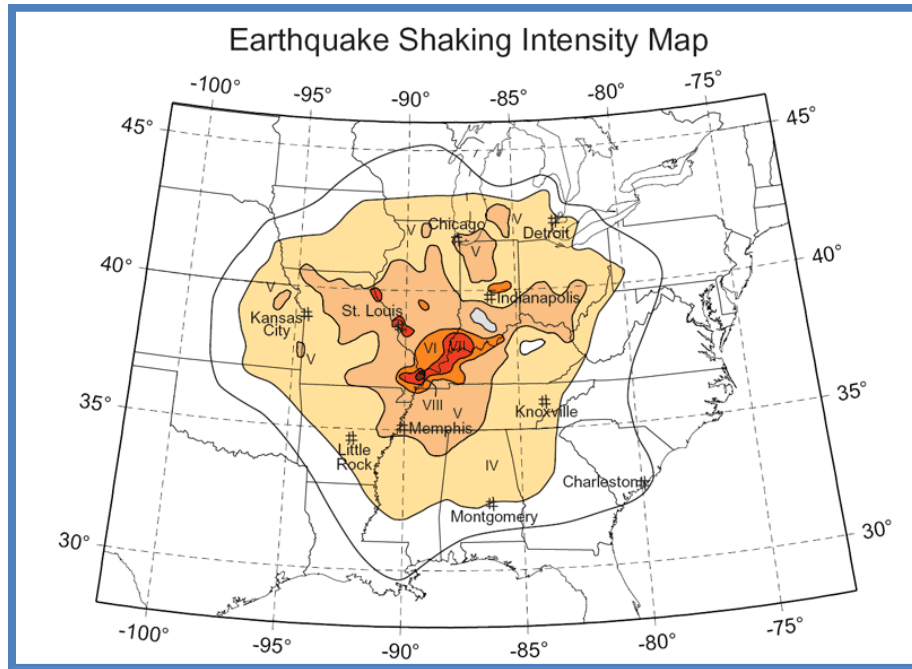 Earthquake Shaking Intensity Map
-100° -95° -90° -85° -80° -75°
45° 45°
40° 40°
35° 35°
30° 30°
V Chicago V Detroit
V
V Indianapolis
Kansas
City
St. Louis
V
VI VII
VIII V Knoxville
Memphis
Little
Rock
IV
Charleston
Montgomery
-100° -95° -90° -85° -80° -75°